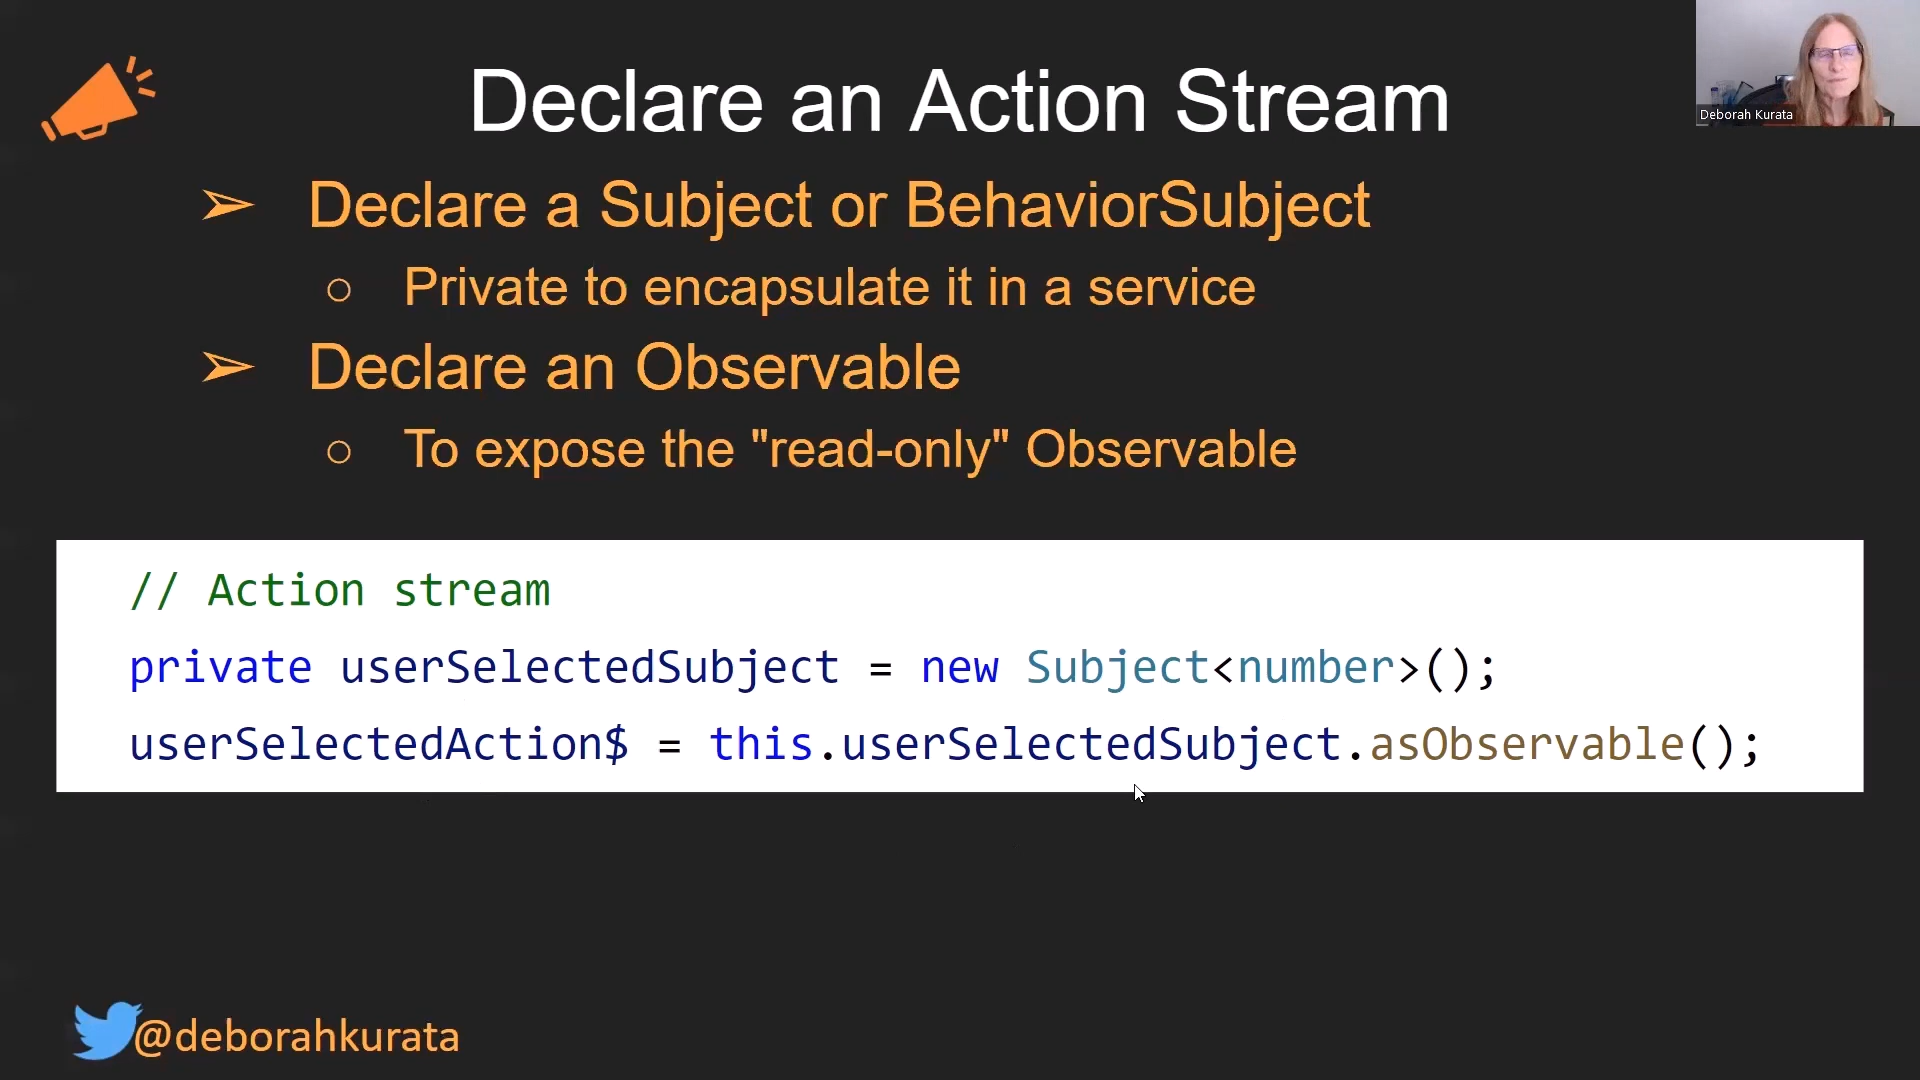 Declare an Action Stream
Deborah Kurata
➢ Declare a Subject or BehaviorSubject
○ Private to encapsulate it in a service
➢ Declare an Observable
○ To expose the "read-only" Observable
// Action stream
private userSelectedSubject = new Subject<number>();
userSelectedAction$ = this.userSelectedSubject.asObservable();
@deborahkurata